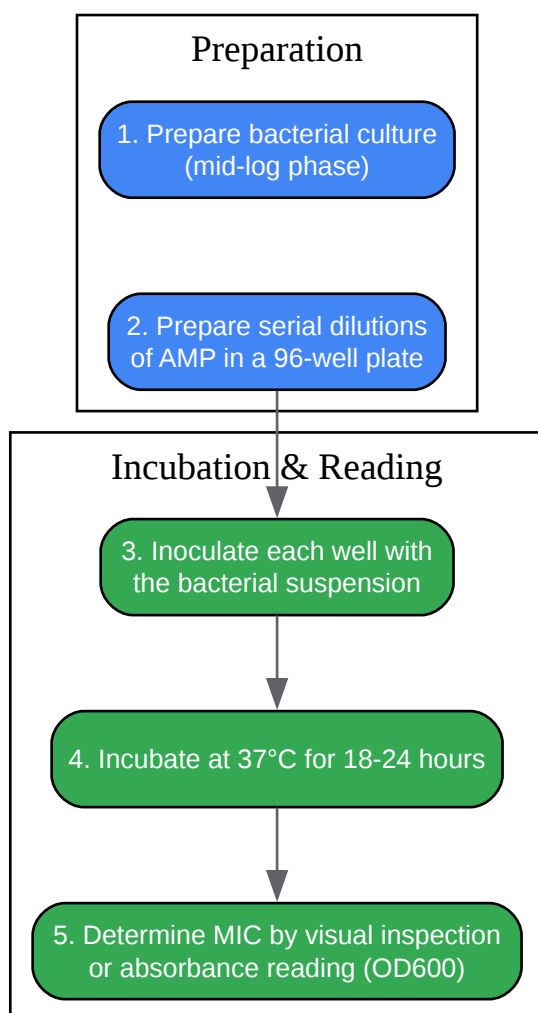 Preparation
1. Prepare bacterial culture
(mid-log phase)
2. Prepare serial dilutions
of AMP in a 96-well plate
Incubation & Reading
3. Inoculate each well with
the bacterial suspension
4. Incubate at 37°C for 18-24 hours
5. Determine MIC by visual inspection
or absorbance reading (OD600)